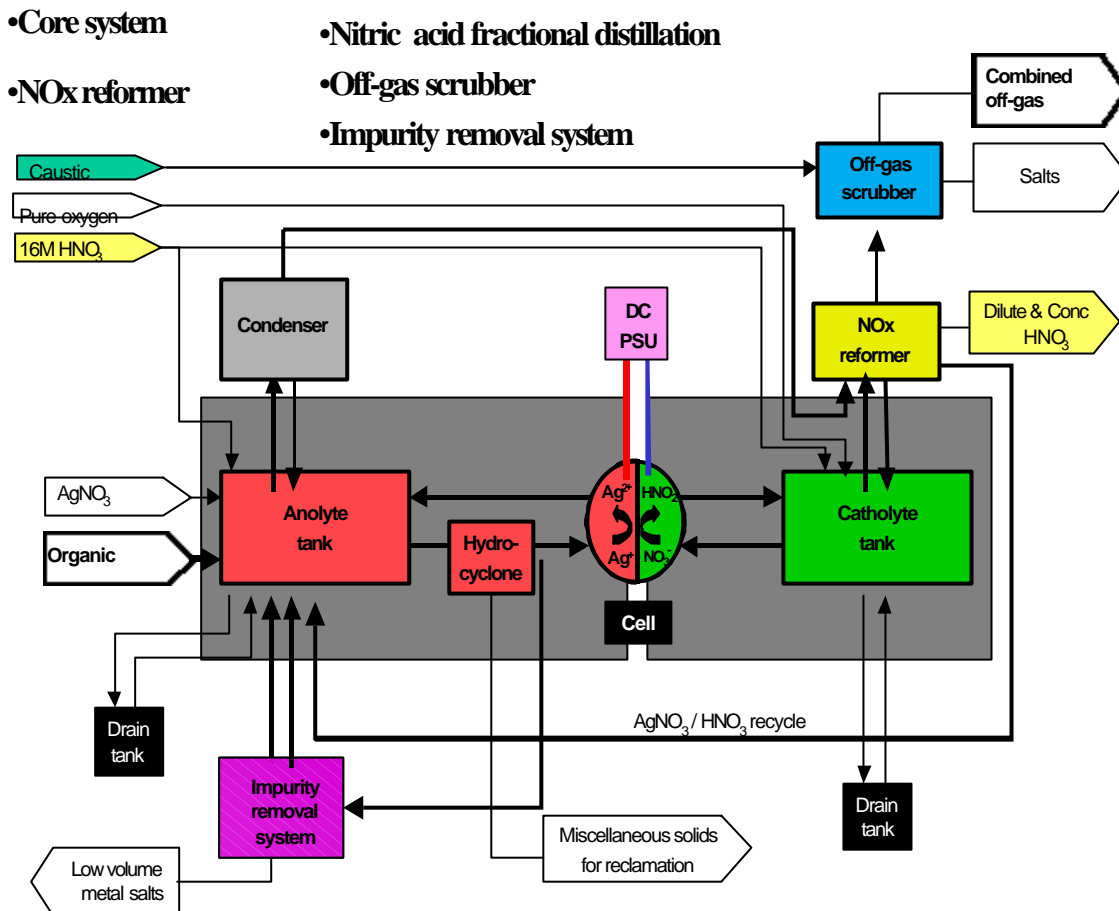 •Core system
•NOx reformer
•Nitric acid fractional distillation
•Off-gas scrubber
•Impurity removal system
Combined
off-gas
Caustic
Off-gas
scrubber
Salts
Pure oxygen
16M HNO₃
Condenser
DC
PSU
NOx
reformer
Dilute & Conc
HNO₃
AgNO₃
Anolyte
tank
Ag²⁺
HNO₂
Ag⁺
NO₃⁻
Catholyte
tank
Organic
Hydro-
cyclone
Cell
Drain
tank
AgNO₃ / HNO₃ recycle
Impurity
removal
system
Drain
tank
Miscellaneous solids
for reclamation
Low volume
metal salts